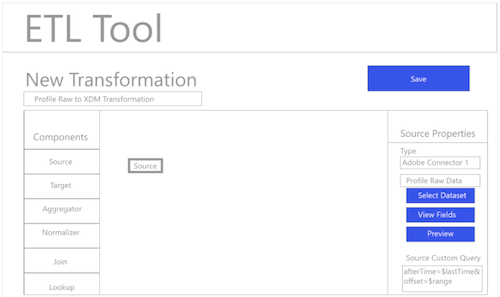 ETL Tool
New Transformation
Save
Profile Raw to XDM Transformation
Components
Source
Target
Aggregator
Normalizer
Join
Lookup
Source
Source Properties
Type
Adobe Connector 1
Profile Raw Data
Select Dataset
View Fields
Preview
Source Custom Query
afterTime=$lastTime&
offset=$range